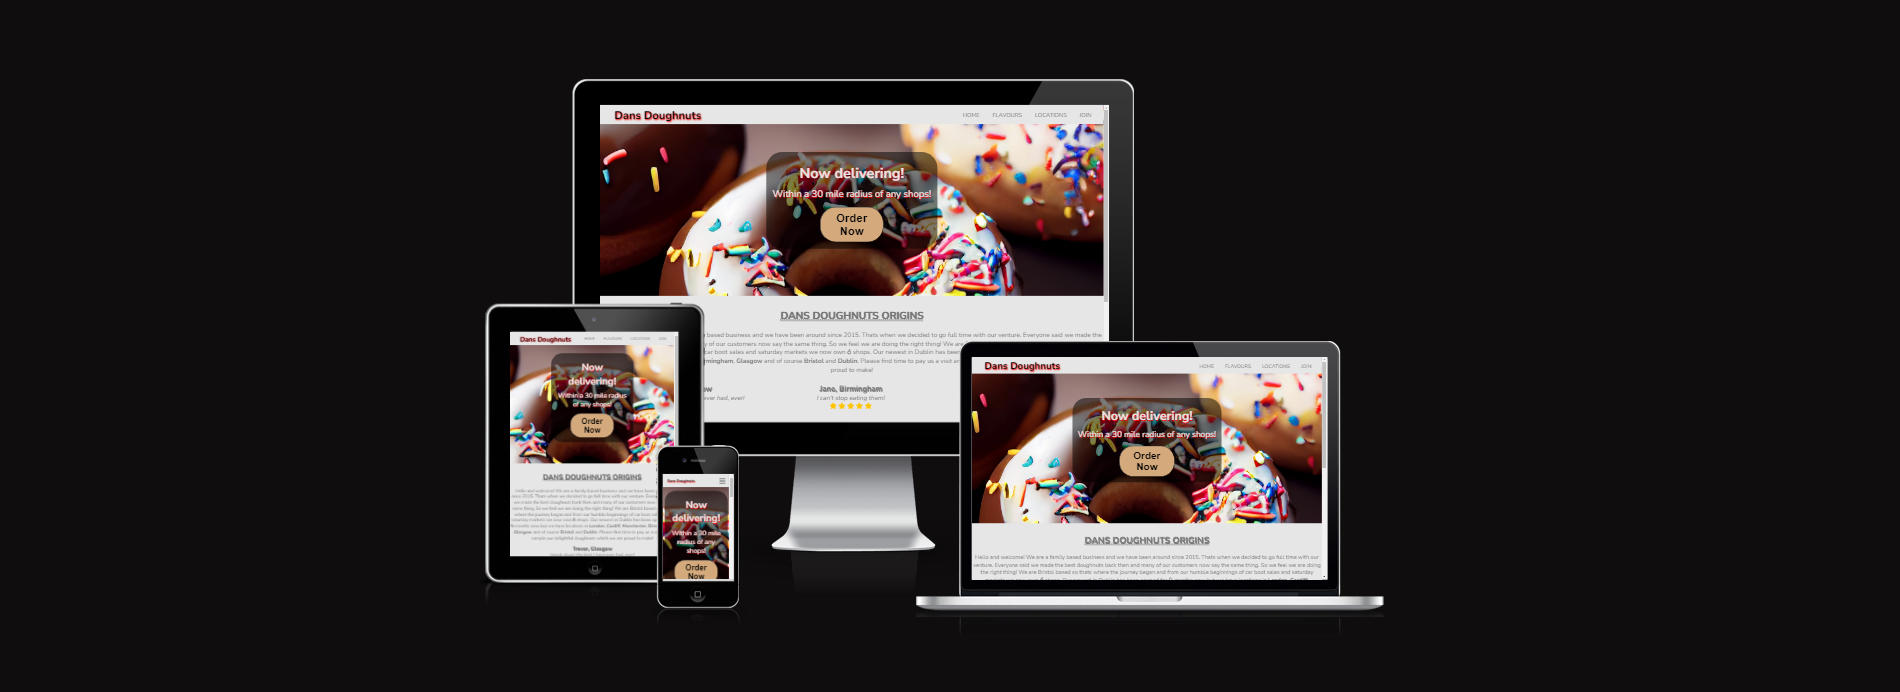 Dans Doughnuts
HOME FLAVOURS LOCATIONS JOIN
Now delivering!
Within a 30 mile radius of any shops!
Order
Now
DANS DOUGHNUTS ORIGINS
based business and we have been around since 2015. Thats when we decided to go full time with our venture. Everyone said we made the
of our customers now say the same thing. So we feel we are doing the right thing! We are
car boot sales and saturday markets we now own 6 shops. Our newest in Dublin has been
rmingham, Glasgow and of course Bristol and Dublin. Please find time to pay us a visit an
proud to make!
ow Jane, Birmingham
ever had, ever! I can't stop eating them!
Dans Doughnuts
HOME FLAVOURS LOCATIONS JOIN
Now
delivering!
Within a 30 mile radius
of any shops!
Order
Now
DANS DOUGHNUTS ORIGINS
Trevor, Glasgow
Dans Doughnuts
Now
delivering!
Within a 30 mile
radius of any
shops!
Order
Now
Dans Doughnuts
HOME FLAVOURS LOCATIONS JOIN
Now delivering!
Within a 30 mile radius of any shops!
Order
Now
DANS DOUGHNUTS ORIGINS
Hello and welcome! We are a family based business and we have been around since 2015. Thats when we decided to go full time with our
venture. Everyone said we made the best doughnuts back then and many of our customers now say the same thing. So we feel we are doing
the right thing! We are Bristol based so thats where the journey began and from our humble beginnings of car boot sales and saturday